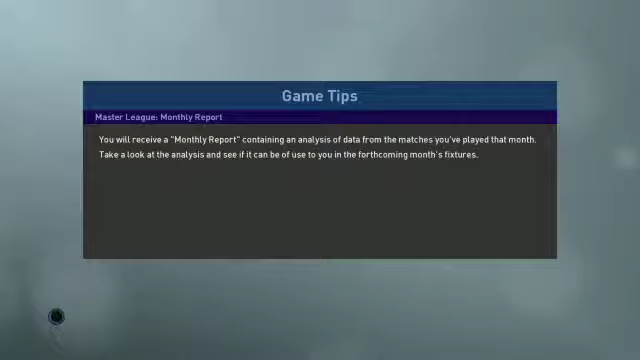 Game Tips
Master League: Monthly Report
You will receive a "Monthly Report" containing an analysis of data from the matches you've played that month.
Take a look at the analysis and see if it can be of use to you in the forthcoming month's fixtures.